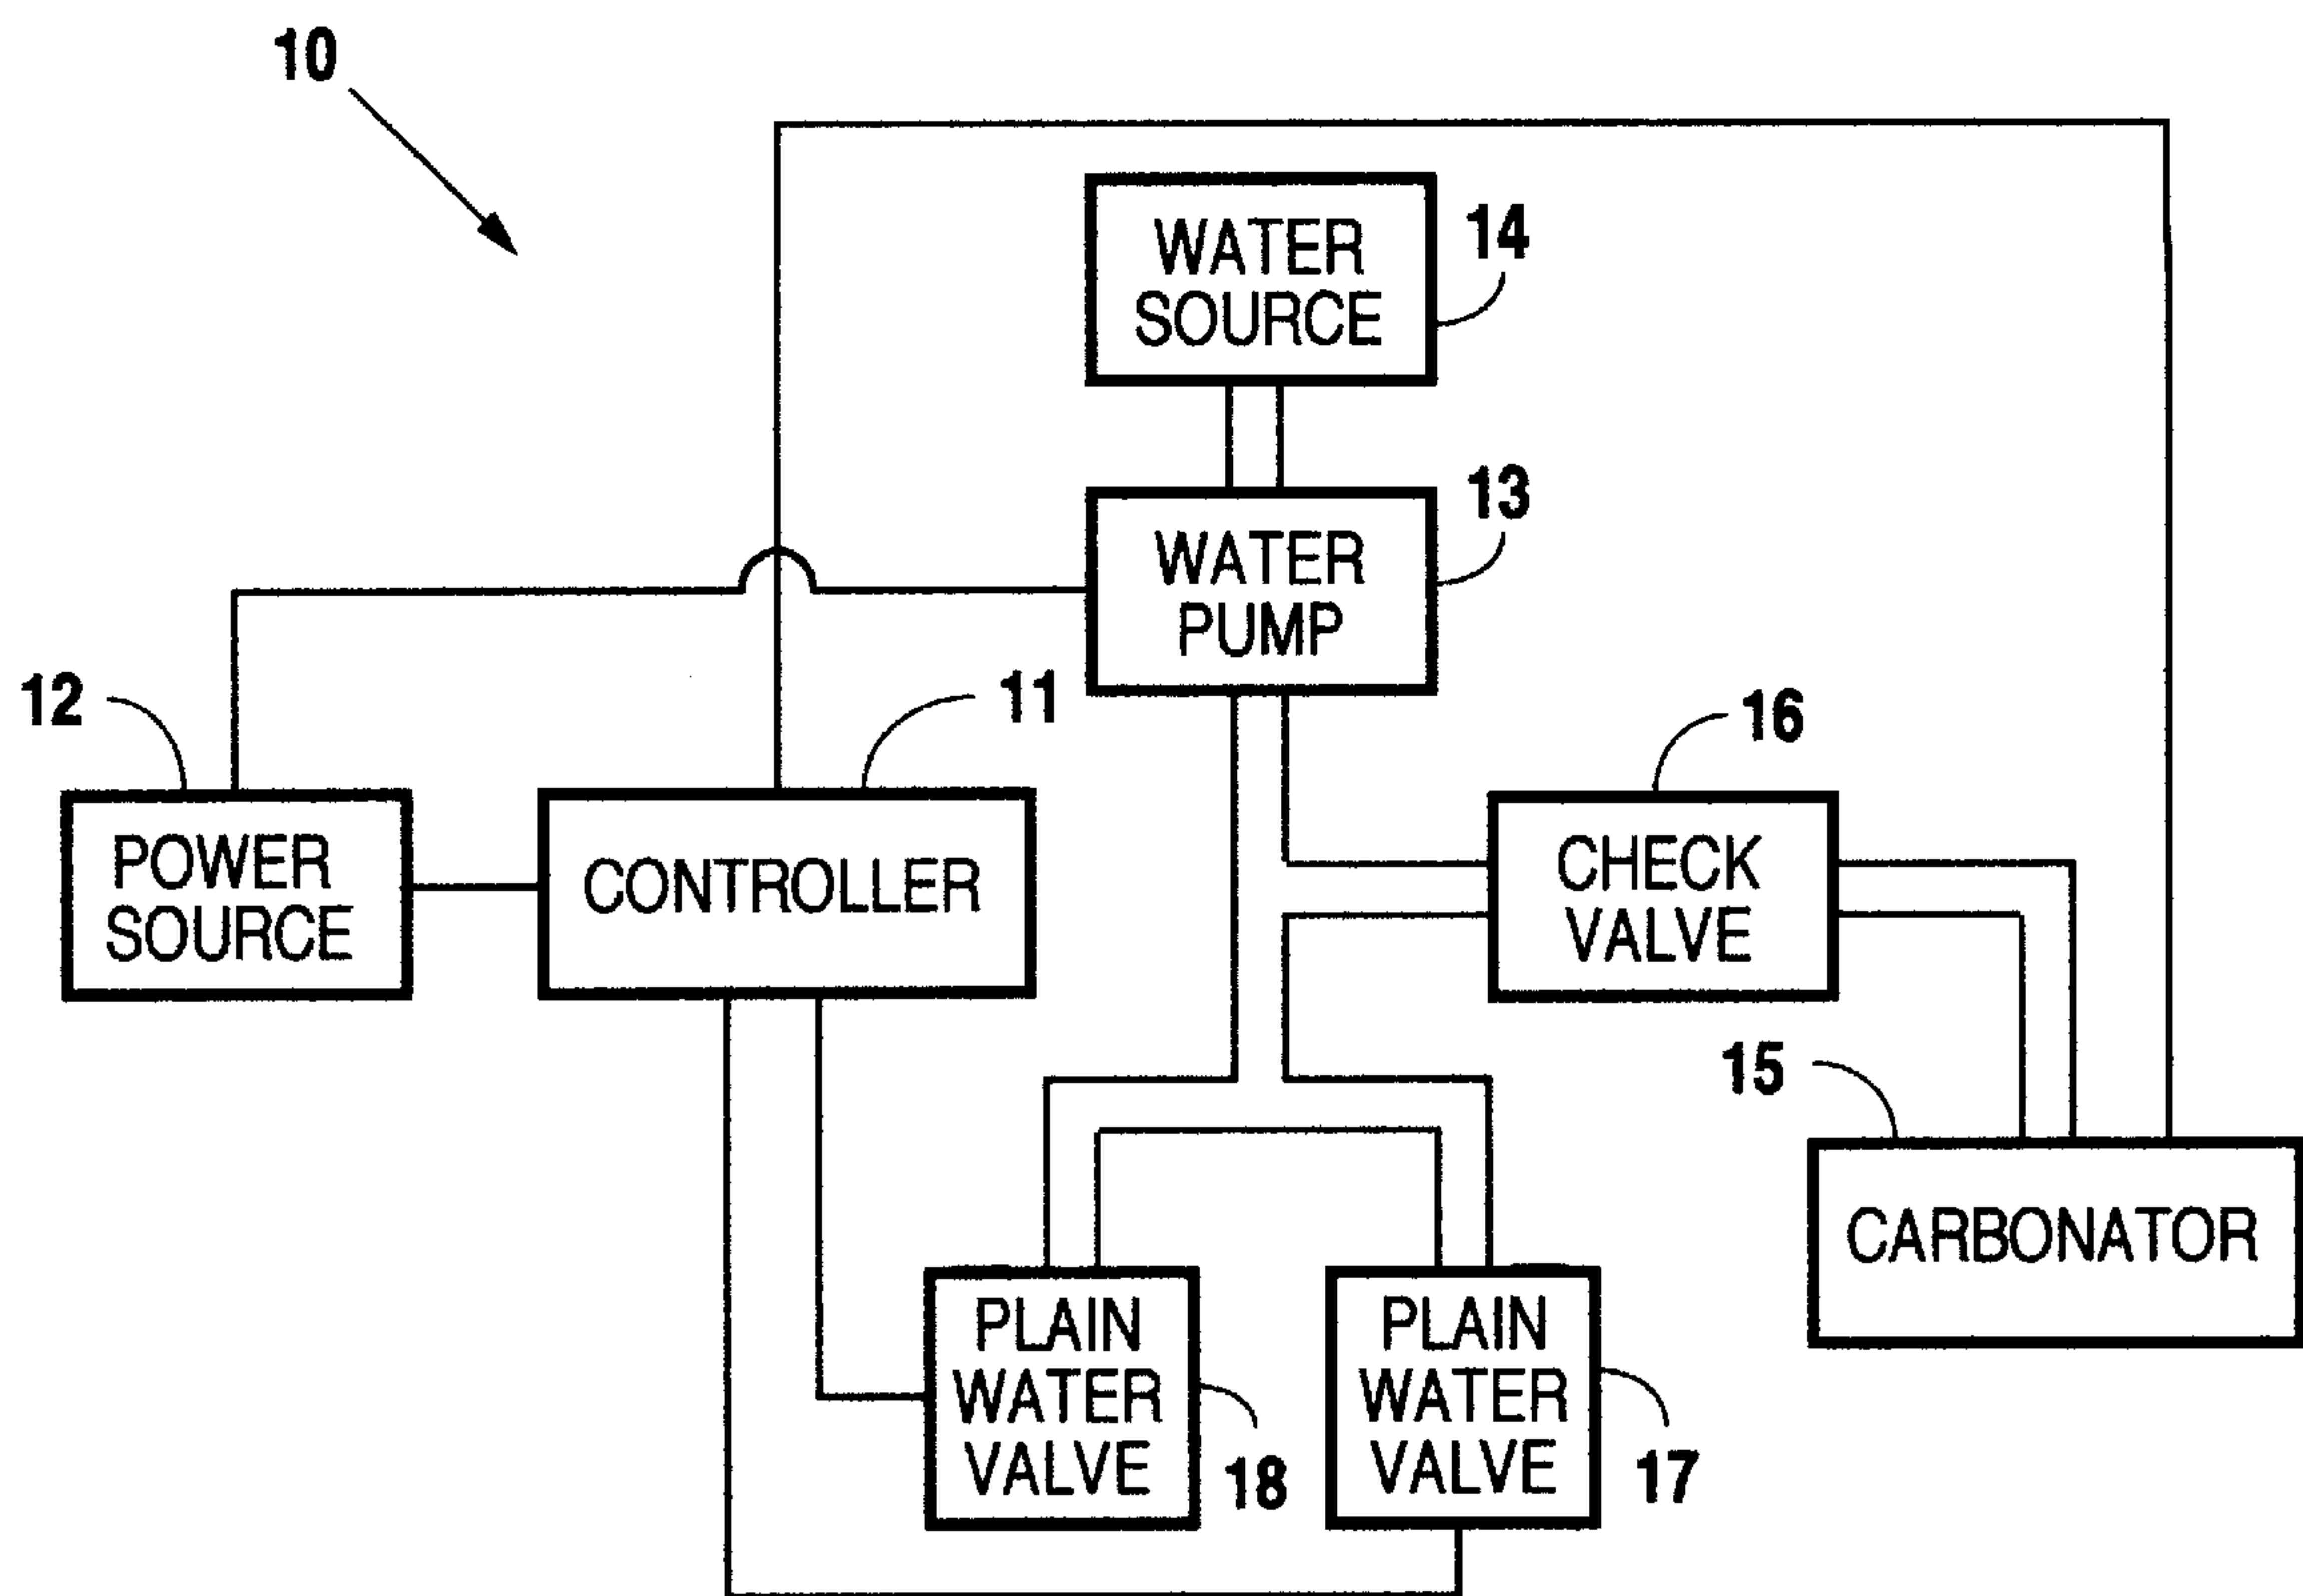 10
WATER
SOURCE
14
WATER
PUMP
13
12
11
16
POWER
SOURCE
CONTROLLER
CHECK
VALVE
15
CARBONATOR
PLAIN
WATER
VALVE
18
PLAIN
WATER
VALVE
17